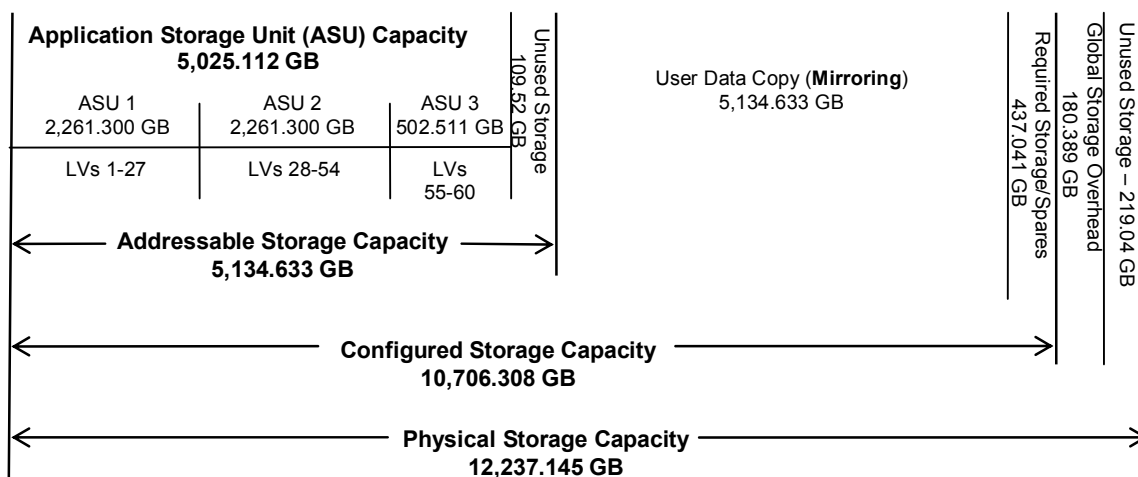 Application Storage Unit (ASU) Capacity
5,025.112 GB
ASU 1
2,261.300 GB
ASU 2
2,261.300 GB
ASU 3
502.511 GB
LVs 1-27
LVs 28-54
LVs
55-60
Unused Storage
109.52 GB
User Data Copy (Mirroring)
5,134.633 GB
Required Storage/Spares
437.041 GB
Global Storage Overhead
180.389 GB
Unused Storage – 219.04 GB
Addressable Storage Capacity
5,134.633 GB
Configured Storage Capacity
10,706.308 GB
Physical Storage Capacity
12,237.145 GB